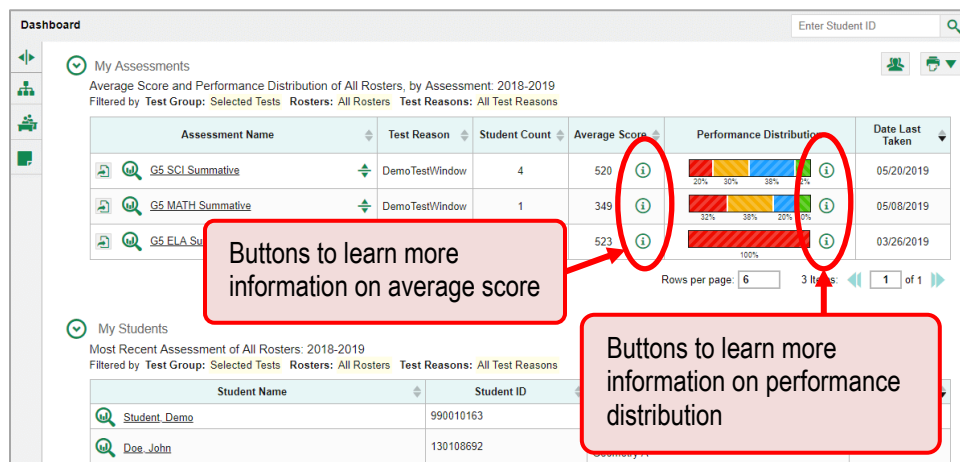 Dashboard
Enter Student ID
My Assessments
Average Score and Performance Distribution of All Rosters, by Assessment: 2018-2019
Filtered by Test Group: Selected Tests Rosters: All Rosters Test Reasons: All Test Reasons
Assessment Name Test Reason Student Count Average Score Performance Distribution Date Last Taken
G5 SCI Summative DemoTestWindow 4 520 05/20/2019
20% 30% 38%
G5 MATH Summative DemoTestWindow 1 349 05/08/2019
32% 38% 20%
G5 ELA 523 03/26/2019
100%
Buttons to learn more
information on average score
Rows per page: 6 3 Items: 1 of 1
My Students
Most Recent Assessment of All Rosters: 2018-2019
Filtered by Test Group: Selected Tests Rosters: All Rosters Test Reasons: All Test Reasons
Buttons to learn more
information on performance
distribution
Student Name Student ID
Student, Demo 990010163
Doe, John 130108692